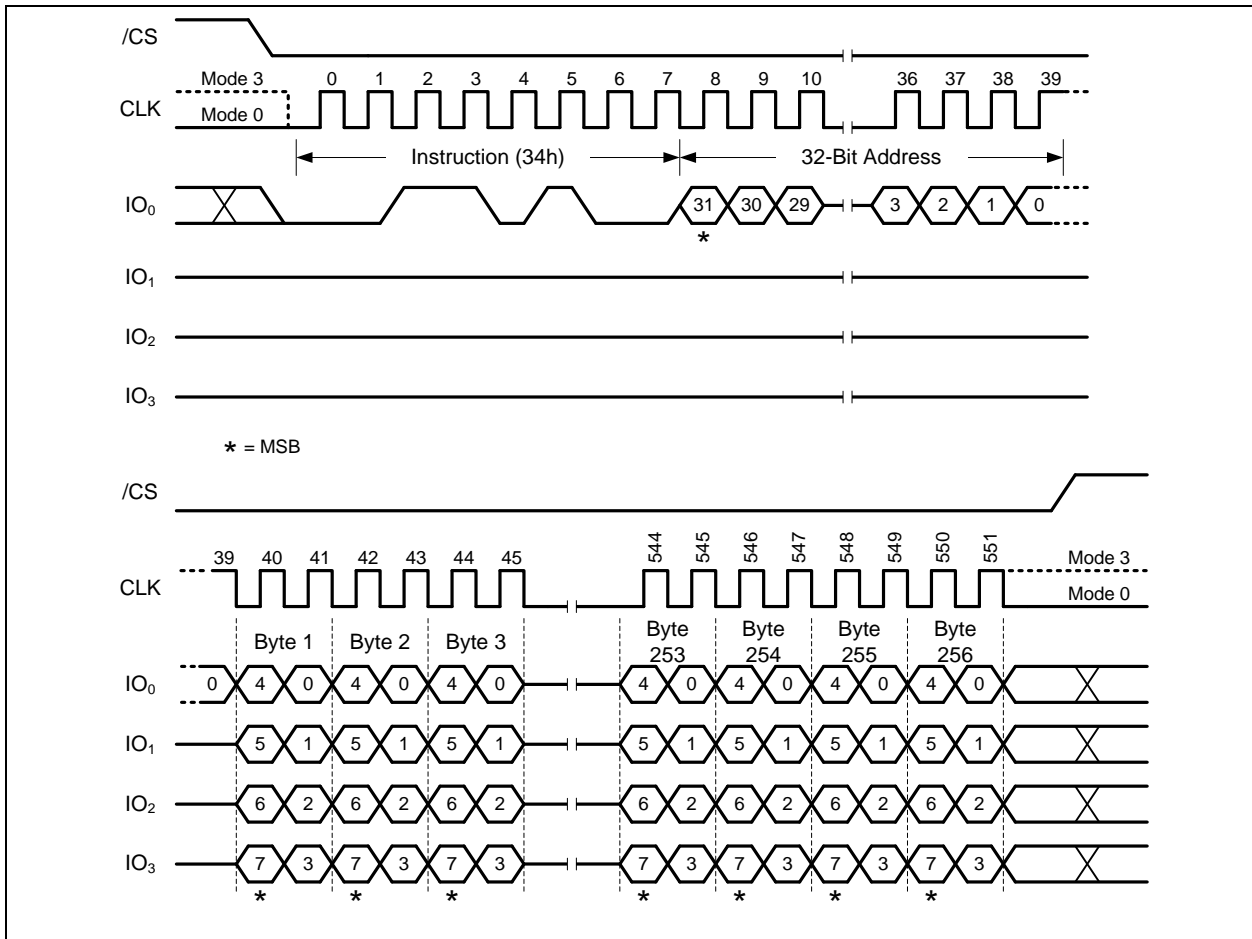 /CS
Mode 3 0 1 2 3 4 5 6 7 8 9 10 36 37 38 39
CLK
Mode 0
Instruction (34h) 32-Bit Address
IO₀ 31 30 29 3 2 1 0
*
IO₁
IO₂
IO₃
* = MSB
/CS
39 40 41 42 43 44 45 544 545 546 547 548 549 550 551 Mode 3
CLK
Mode 0
Byte 1 Byte 2 Byte 3 Byte 253 Byte 254 Byte 255 Byte 256
IO₀ 0 4 0 4 0 4 0 4 0 4 0 4 0 4 0
IO₁ 5 1 5 1 5 1 5 1 5 1 5 1 5 1
IO₂ 6 2 6 2 6 2 6 2 6 2 6 2 6 2
IO₃ 7 3 7 3 7 3 7 3 7 3 7 3 7 3
* * * * * * *